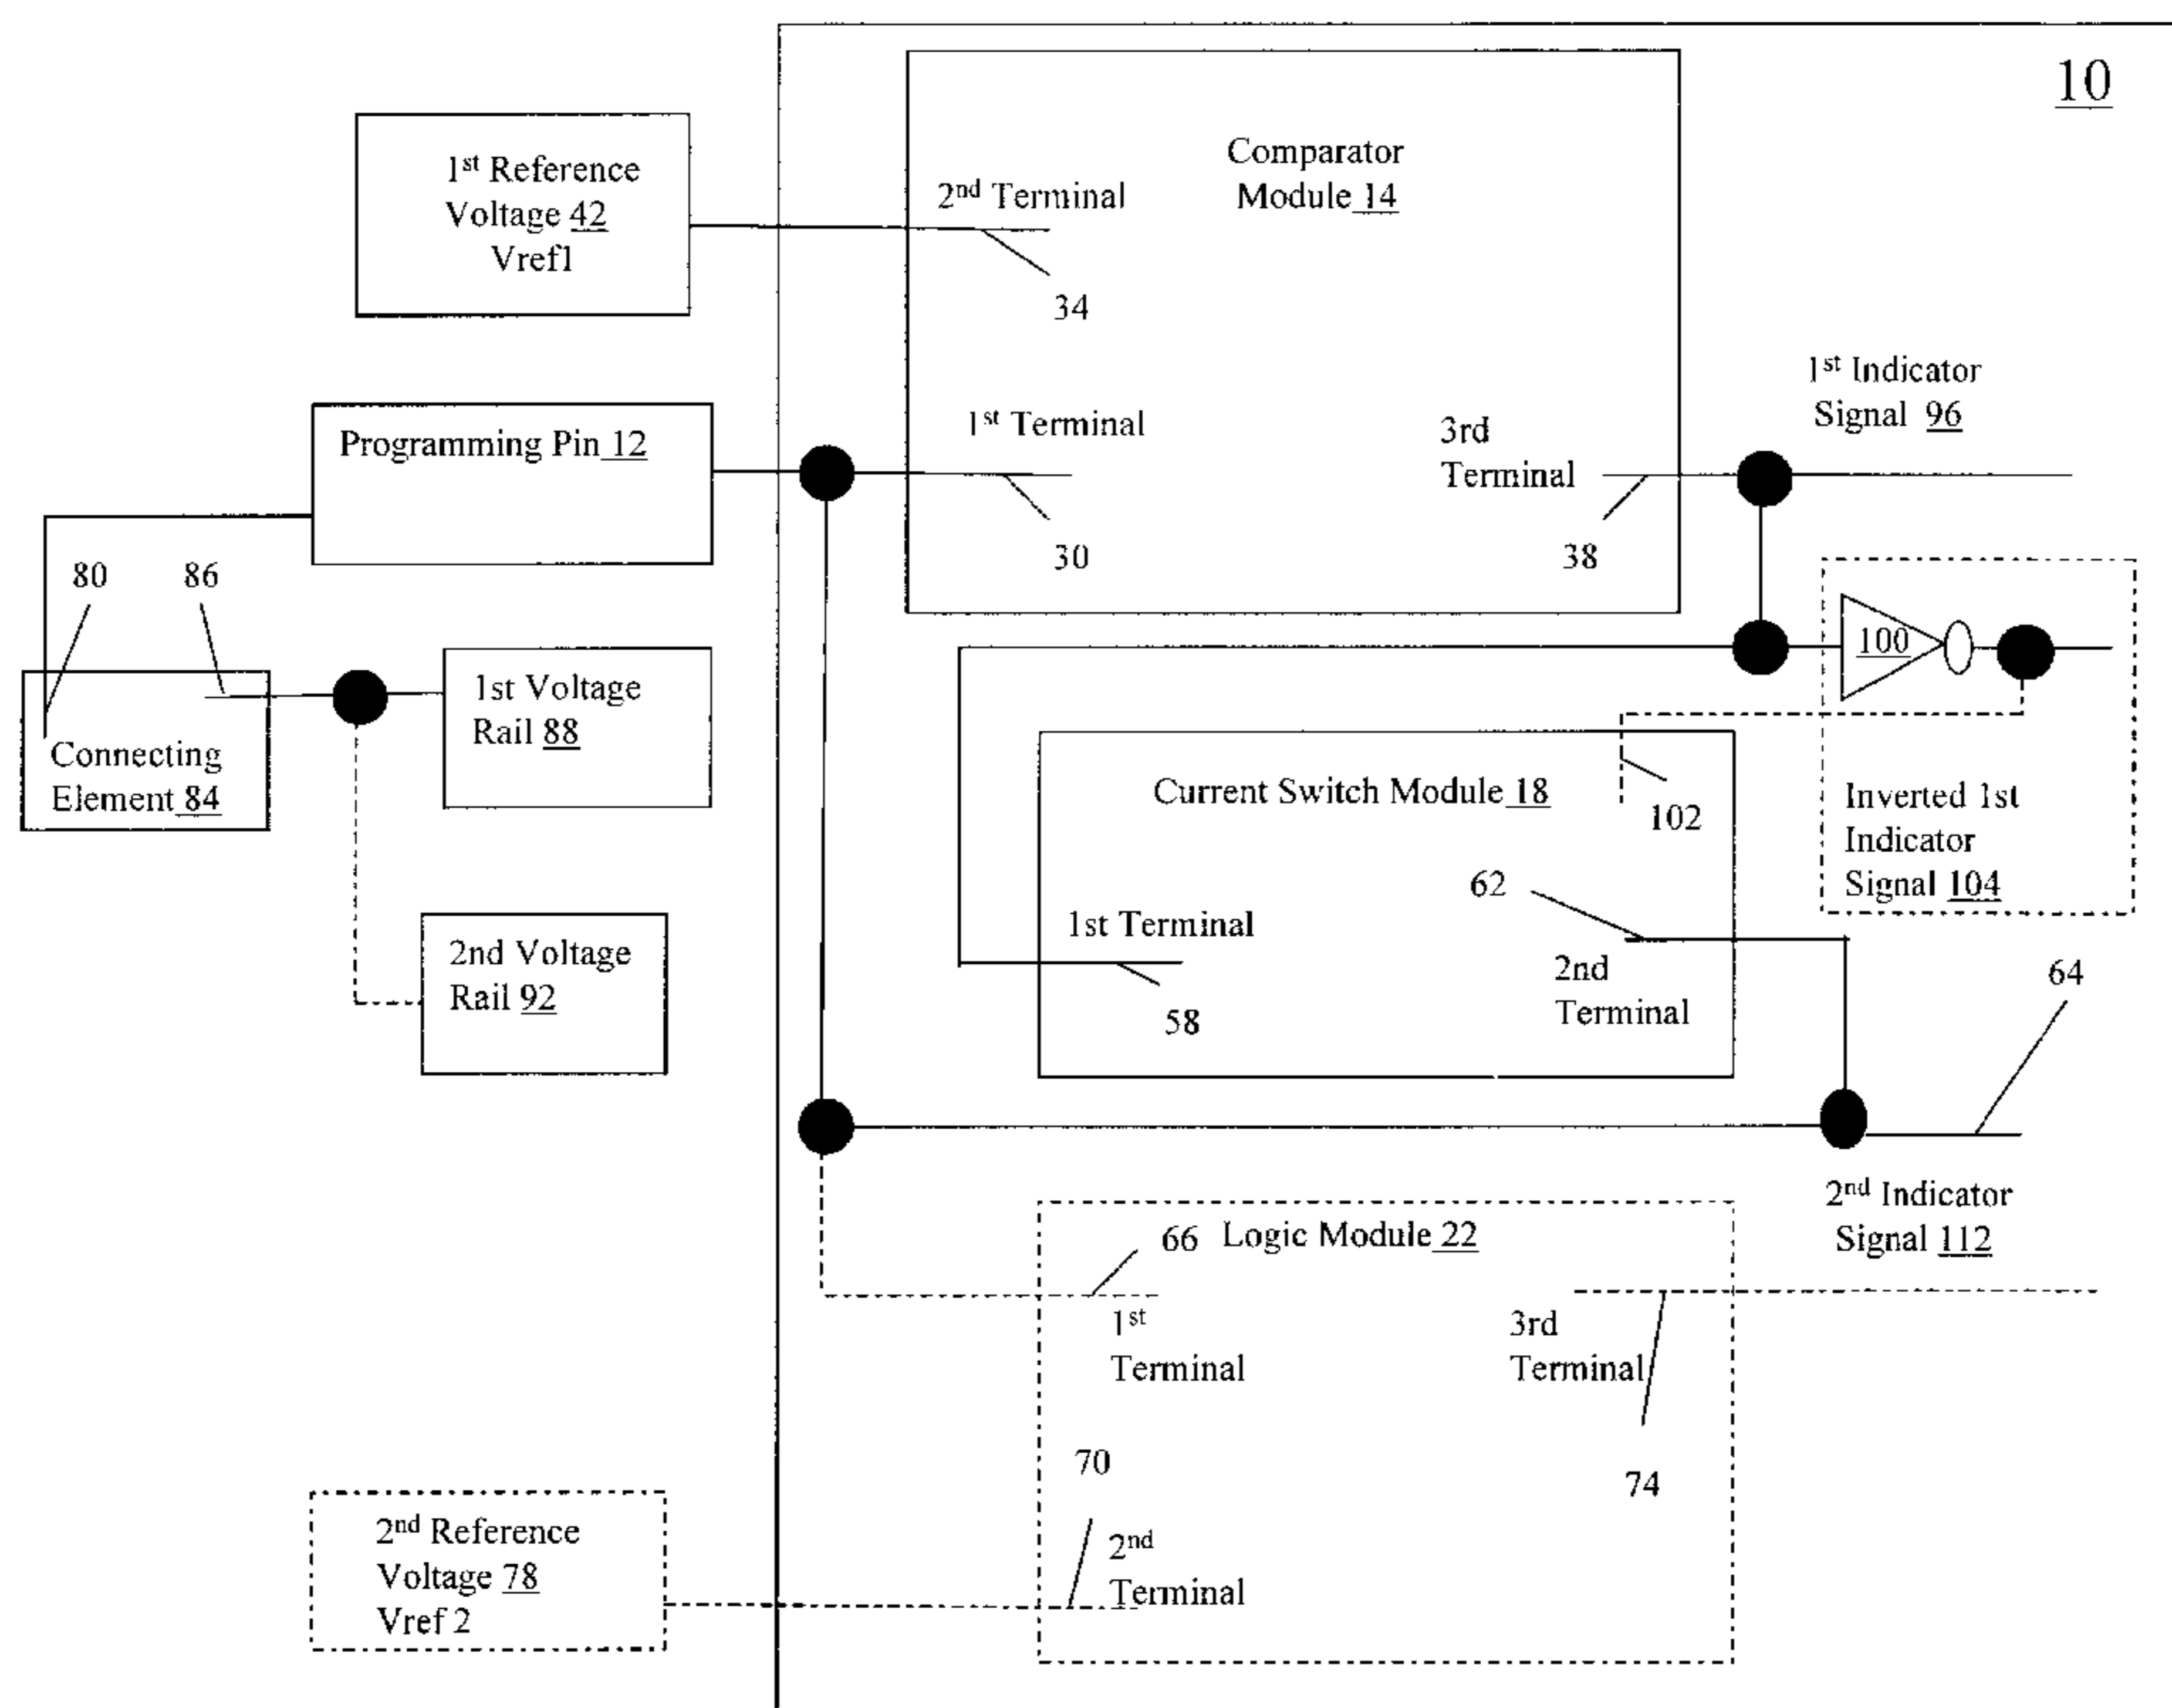 10
1st Reference
Voltage 42
Vref1
Comparator
Module 14
2nd Terminal
34
Programming Pin 12
1st Terminal
30
3rd
Terminal
38
1st Indicator
Signal 96
80
86
Connecting
Element 84
1st Voltage
Rail 88
2nd Voltage
Rail 92
100
Inverted 1st
Indicator
Signal 104
Current Switch Module 18
102
62
1st Terminal
58
2nd
Terminal
64
2nd Indicator
Signal 112
66
Logic Module 22
1st
Terminal
3rd
Terminal
74
70
2nd
Terminal
2nd Reference
Voltage 78
Vref 2